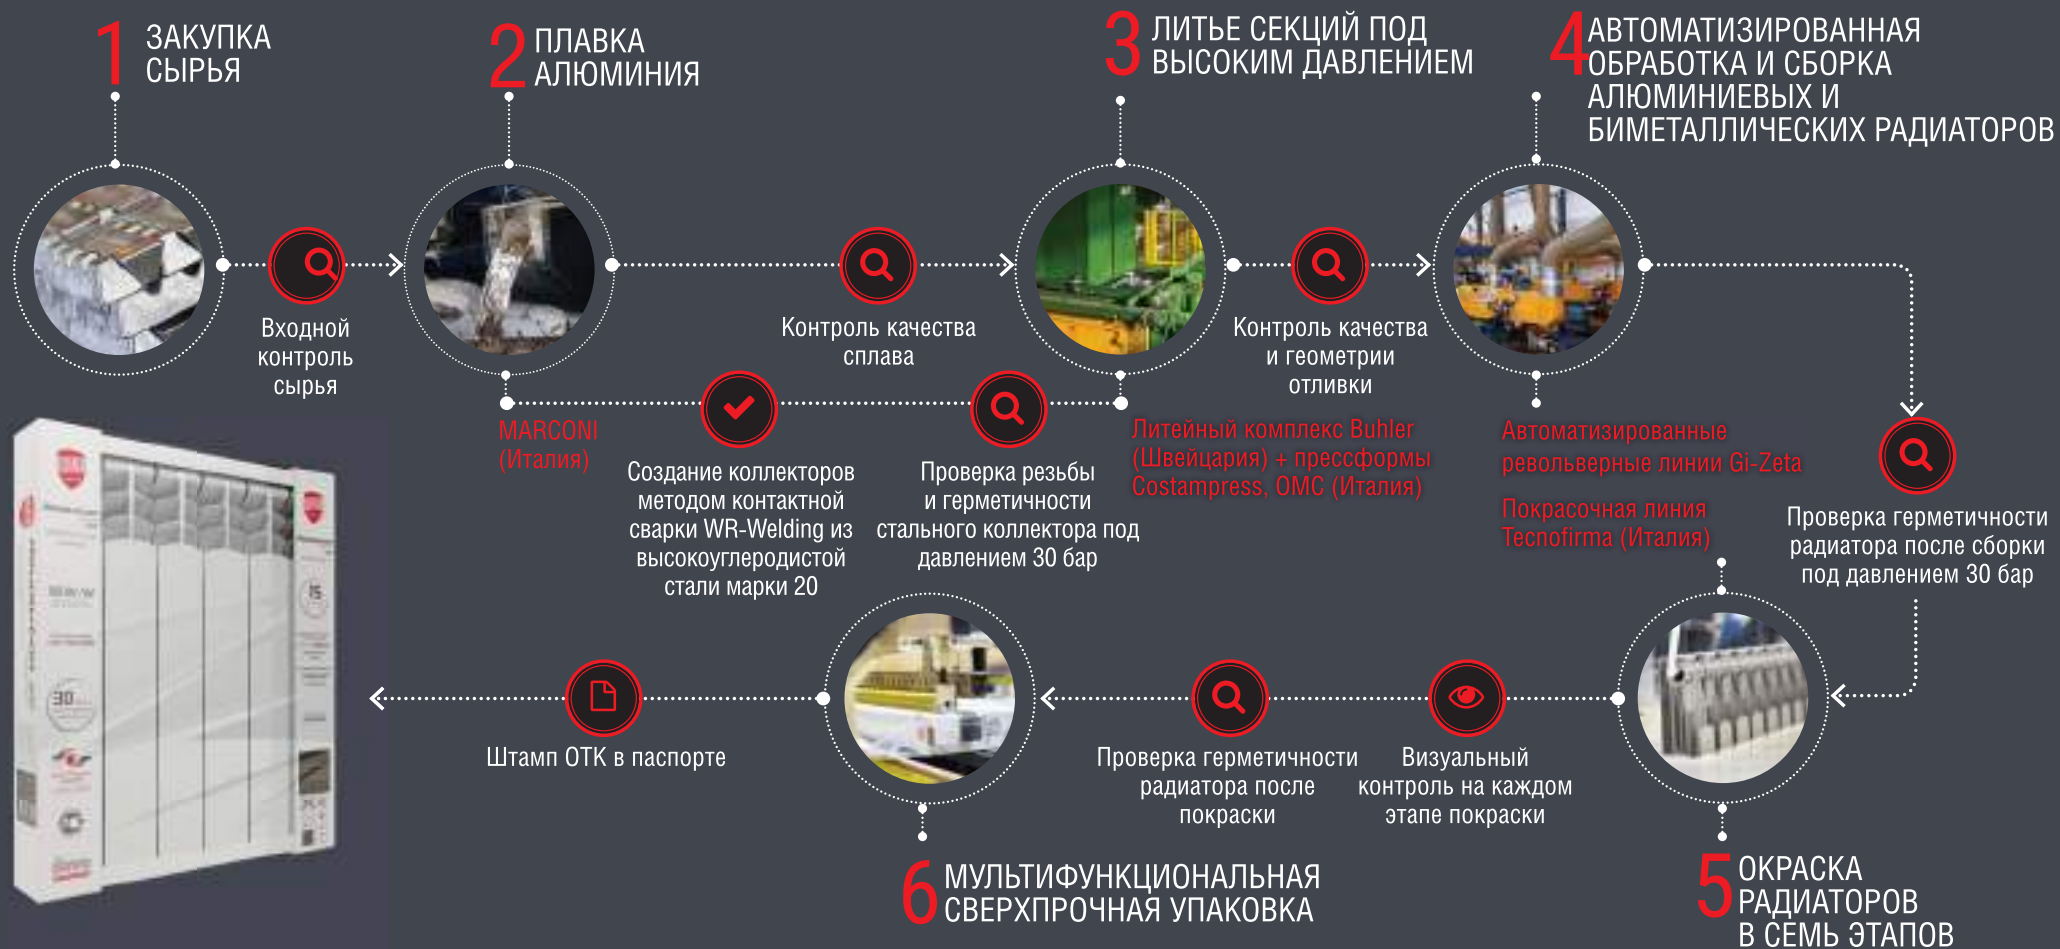 1
ЗАКУПКА
СЫРЬЯ
2
ПЛАВКА
АЛЮМИНИЯ
3
ЛИТЬЕ СЕКЦИЙ ПОД
ВЫСОКИМ ДАВЛЕНИЕМ
4
АВТОМАТИЗИРОВАННАЯ
ОБРАБОТКА И СБОРКА
АЛЮМИНИЕВЫХ И
БИМЕТАЛЛИЧЕСКИХ РАДИАТОРОВ
Входной
контроль
сырья
Контроль качества
сплава
Контроль качества
и геометрии
отливки
MARCONI
(Италия)
Создание коллекторов
методом контактной
сварки WR-Welding из
высокоуглеродистой
стали марки 20
Проверка резьбы
и герметичности
стального коллектора под
давлением 30 бар
Литейный комплекс Buhler
(Швейцария) + прессформы
Costampress, OMC (Италия)
Автоматизированные
револьверные линии Gi-Zeta
Покрасочная линия
Tecnofirma (Италия)
Проверка герметичности
радиатора после сборки
под давлением 30 бар
Штамп ОТК в паспорте
Проверка герметичности
радиатора после
покраски
Визуальный
контроль на каждом
этапе покраски
6
МУЛЬТИФУНКЦИОНАЛЬНАЯ
СВЕРХПРОЧНАЯ УПАКОВКА
5
ОКРАСКА
РАДИАТОРОВ
В СЕМЬ ЭТАПОВ
30
15